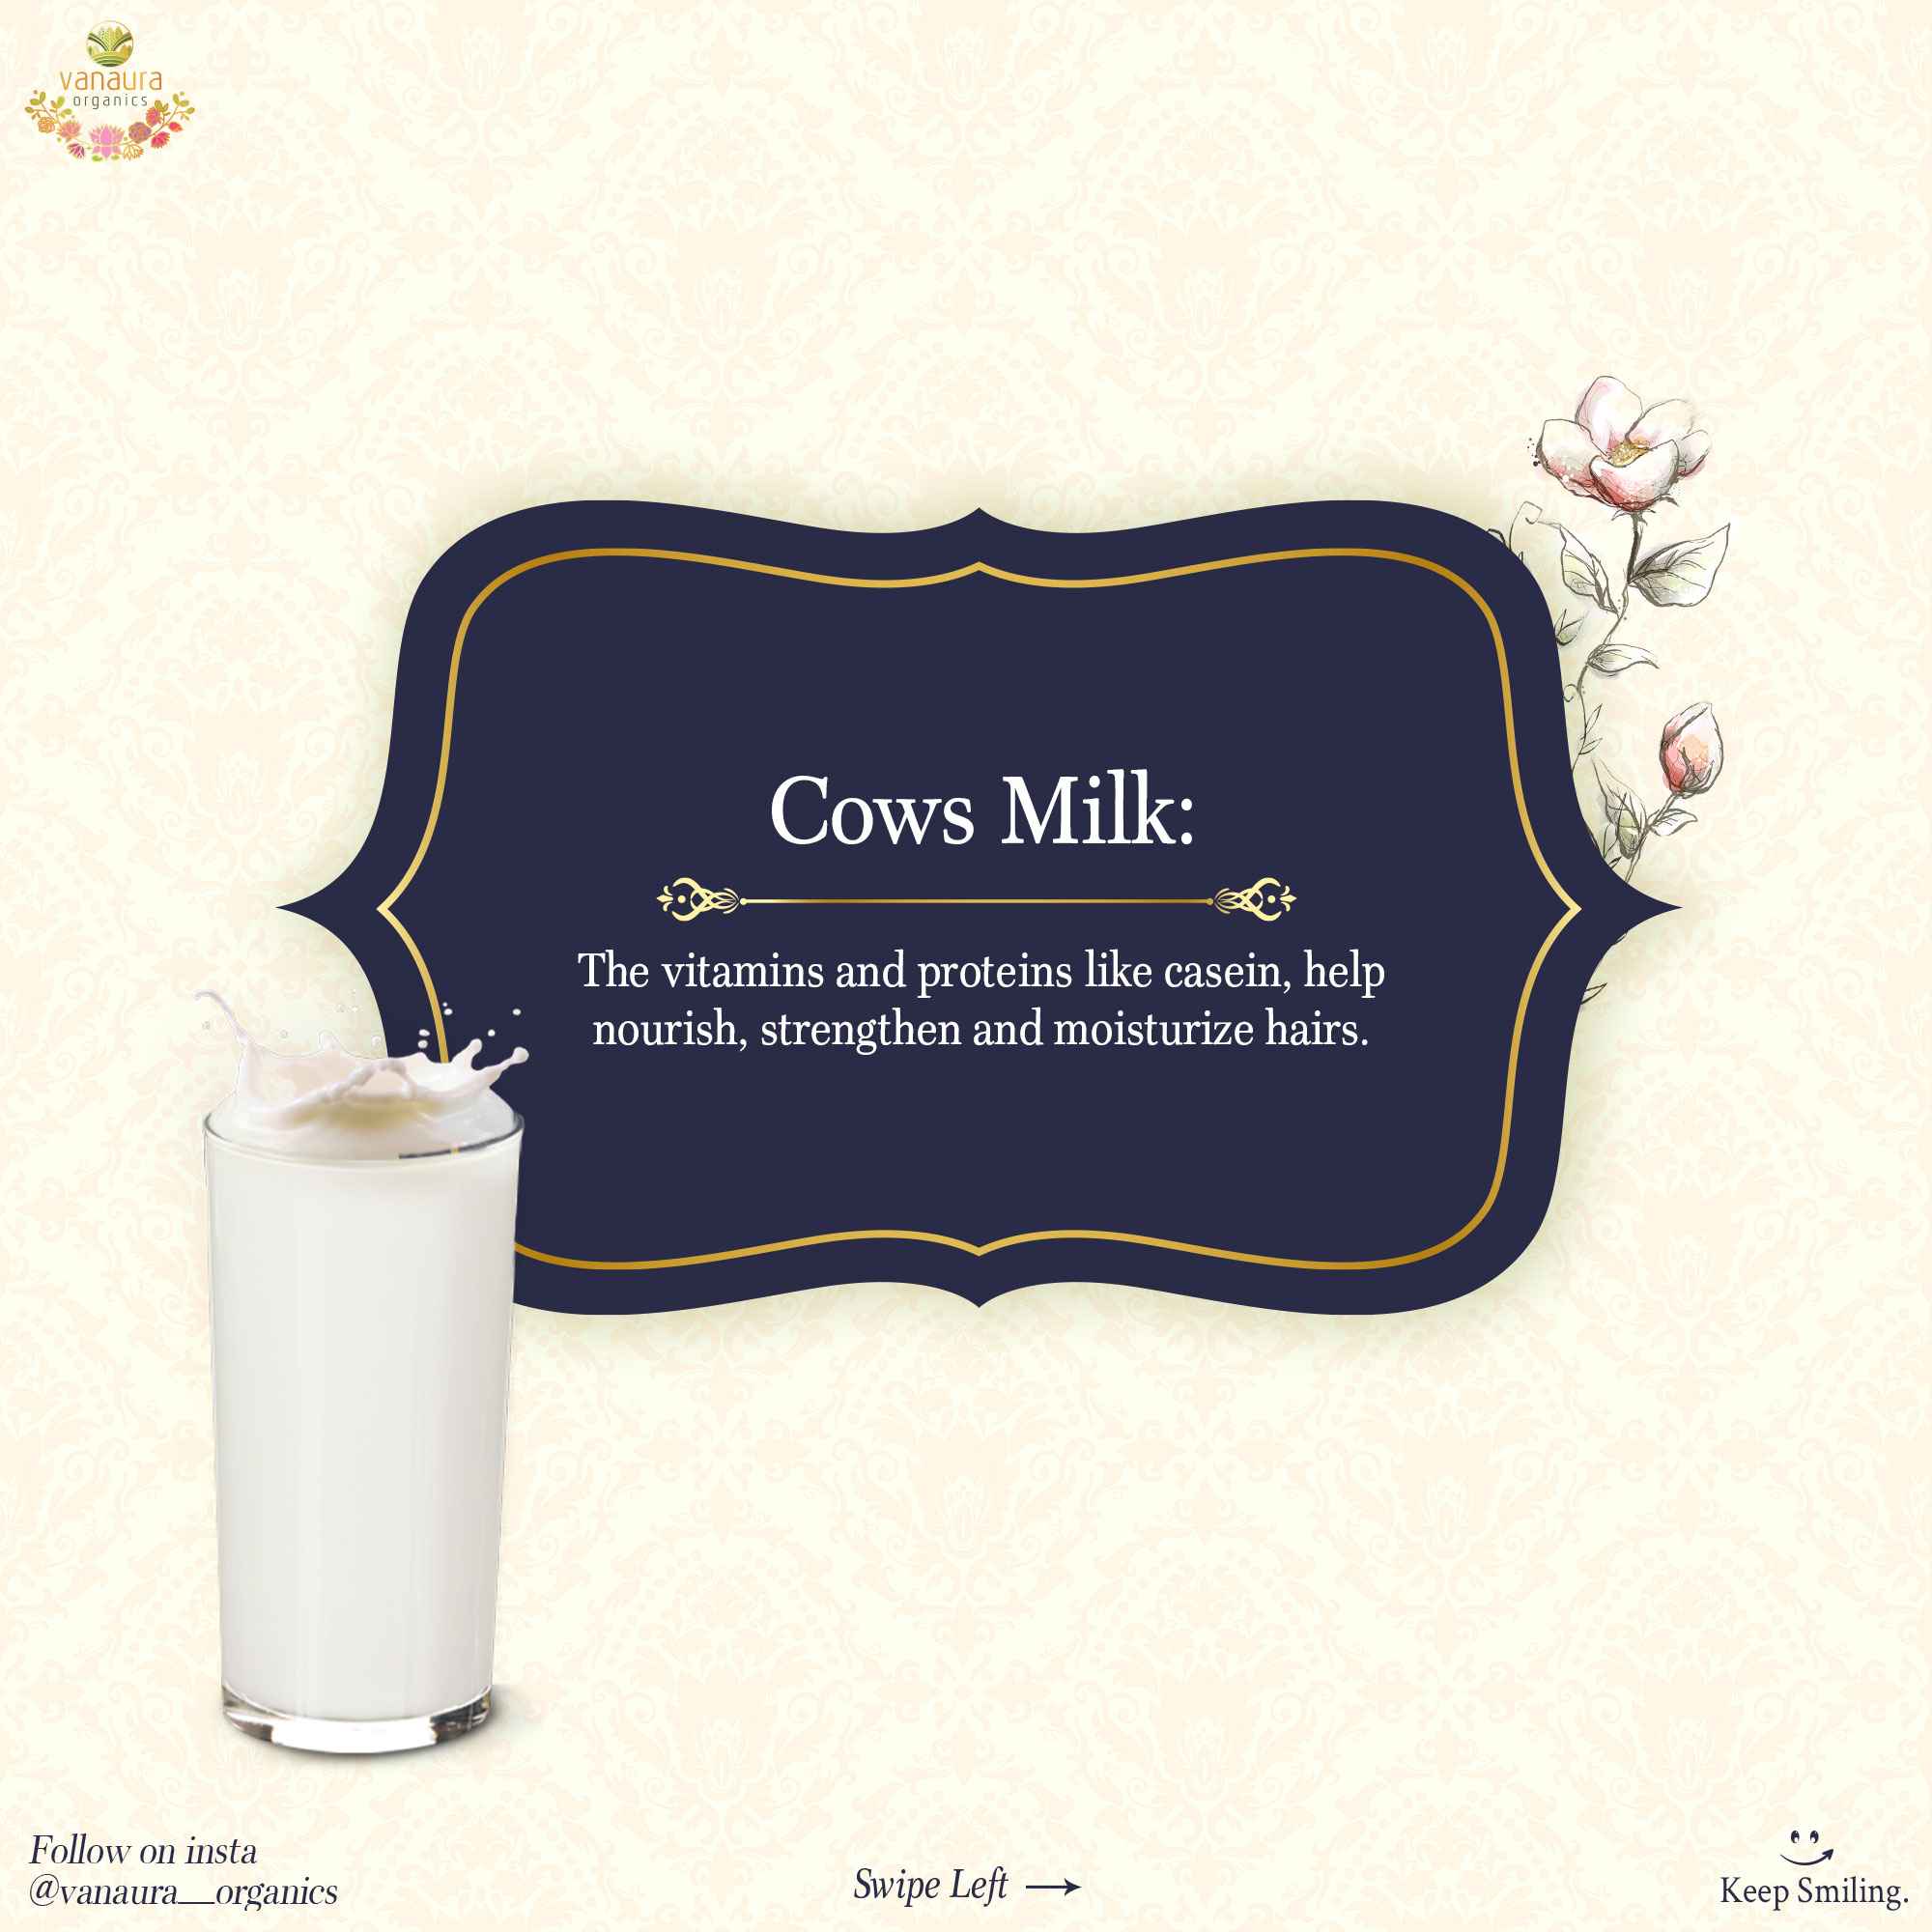 vanaura
organics
Cows Milk:
The vitamins and proteins like casein, help
nourish, strengthen and moisturize hairs.
Follow on insta
@vanaura__organics
Swipe Left
Keep Smiling.